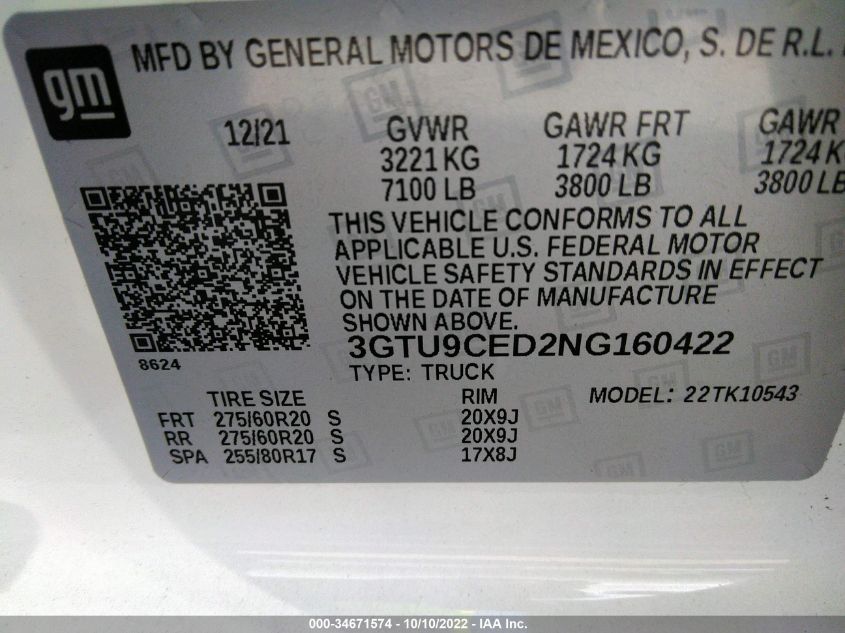 gm
MFD BY GENERAL MOTORS DE MEXICO, S. DE R.L.
12/21 GVWR GAWR FRT GAWR
3221 KG 1724 KG 1724 K
7100 LB 3800 LB 3800 LB
THIS VEHICLE CONFORMS TO ALL
APPLICABLE U.S. FEDERAL MOTOR
VEHICLE SAFETY STANDARDS IN EFFECT
ON THE DATE OF MANUFACTURE
SHOWN ABOVE.
8624
3GTU9CED2NG160422
TYPE: TRUCK
TIRE SIZE RIM MODEL: 22TK10543
FRT 275/60R20 S 20X9J
RR 275/60R20 S 20X9J
SPA 255/80R17 S 17X8J
000-34671574 - 10/10/2022 - IAA Inc.